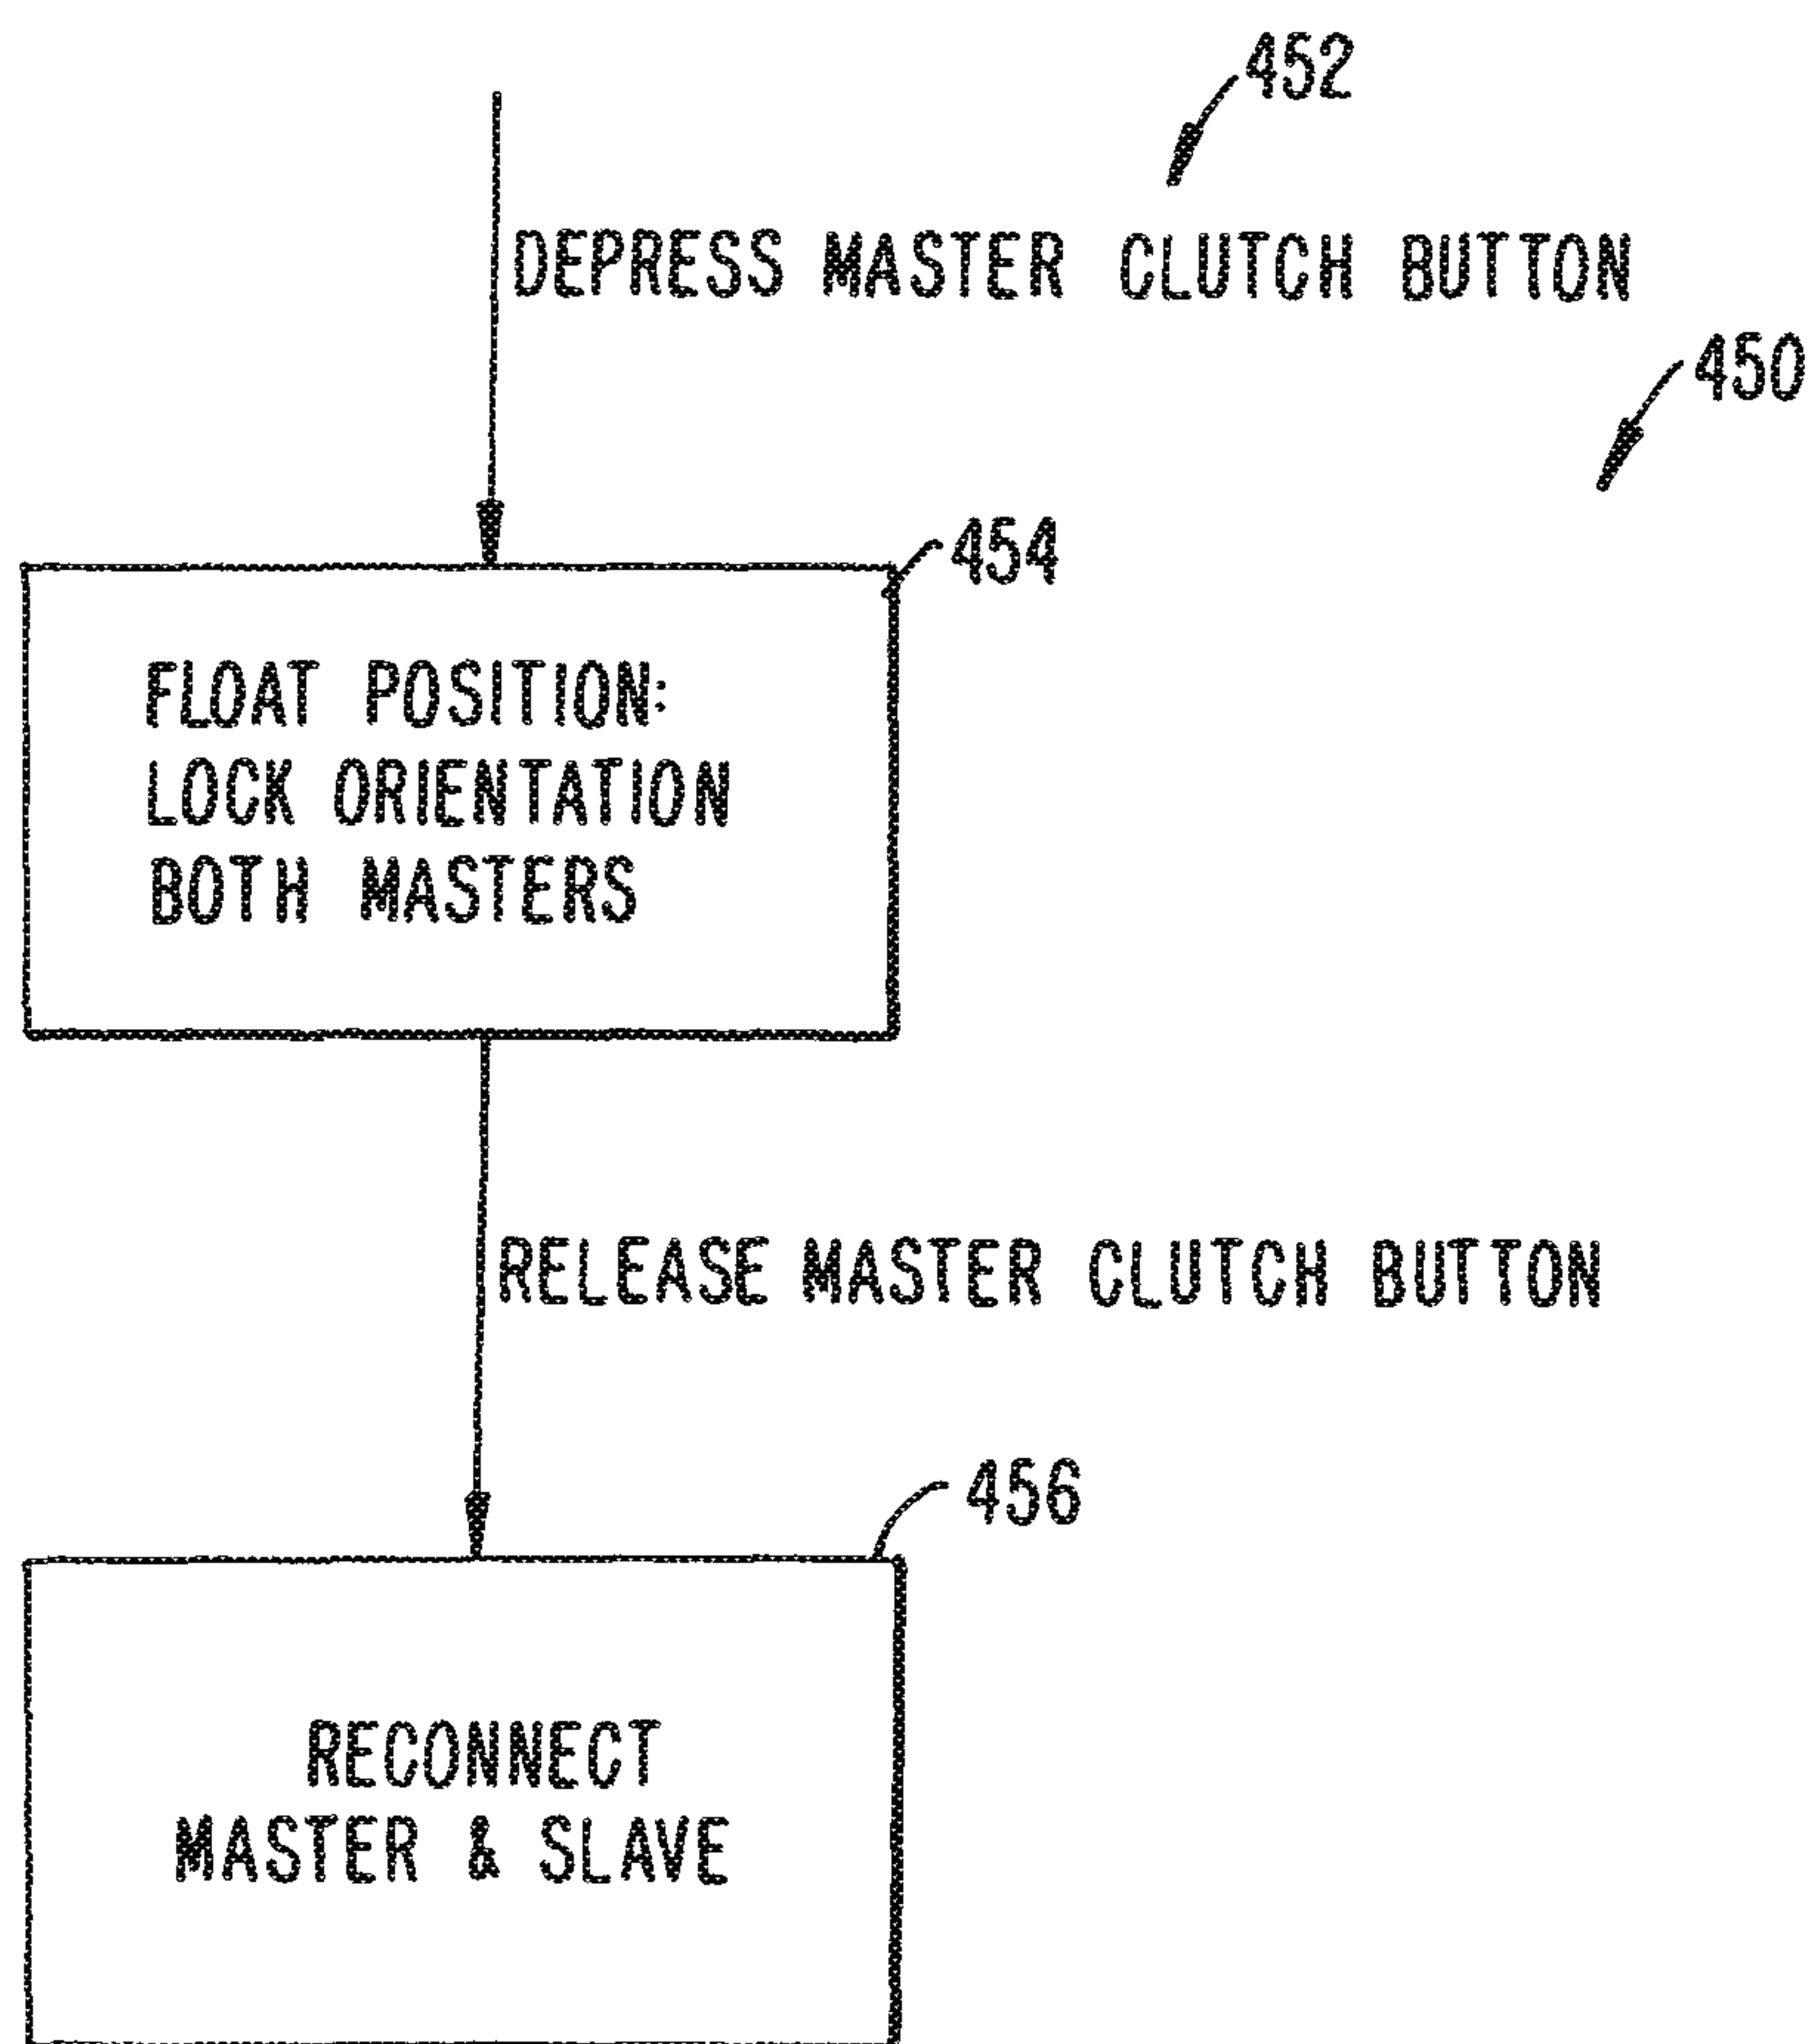 452
DEPRESS MASTER CLUTCH BUTTON
450
454
FLOAT POSITION:
LOCK ORIENTATION
BOTH MASTERS
RELEASE MASTER CLUTCH BUTTON
456
RECONNECT
MASTER & SLAVE